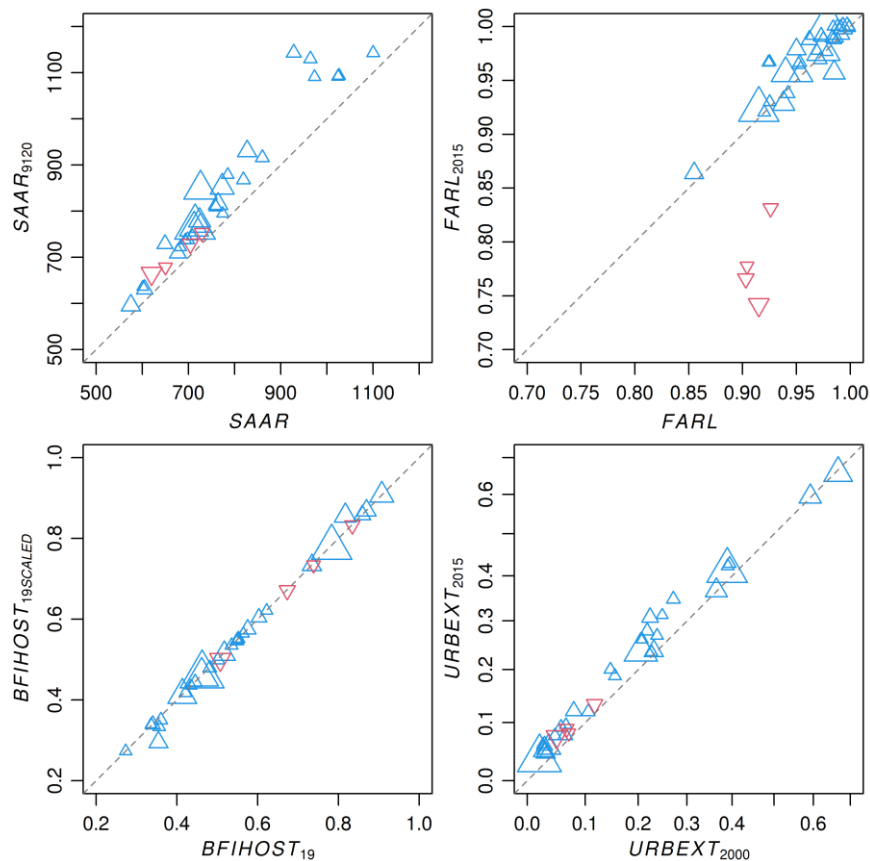 SAAR9120
500 700 900 1100
500 700 900 1100
SAAR
FARL2015
0.70 0.75 0.80 0.85 0.90 0.95 1.00
0.70 0.75 0.80 0.85 0.90 0.95 1.00
FARL
BFIHOST19SCALED
0.2 0.4 0.6 0.8 1.0
0.2 0.4 0.6 0.8 1.0
BFIHOST19
URBEXT2015
0.0 0.1 0.2 0.3 0.4 0.6
0.0 0.1 0.2 0.3 0.4 0.6
URBEXT2000